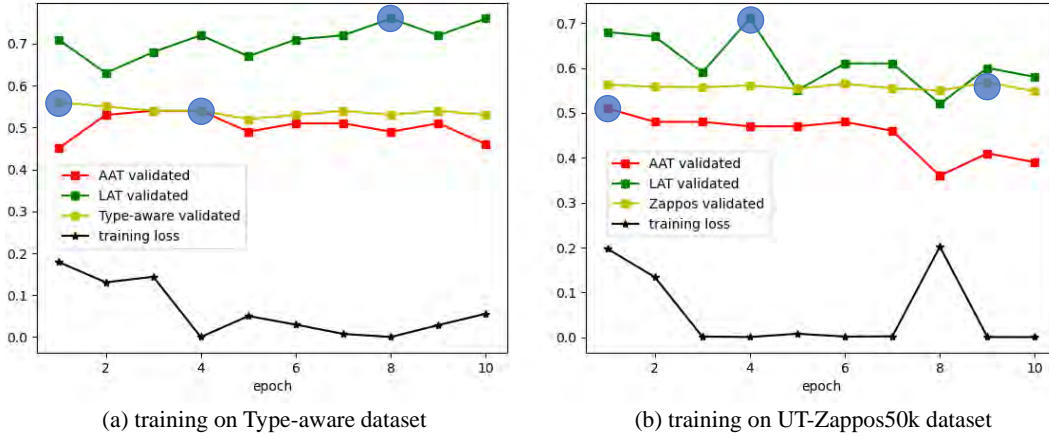 0.7
0.6
0.5
0.4
0.3
0.2
0.1
0.0
AAT validated
LAT validated
Type-aware validated
training loss
2 4 6 8 10
epoch
(a) training on Type-aware dataset
0.7
0.6
0.5
0.4
0.3
0.2
0.1
0.0
AAT validated
LAT validated
Zappos validated
training loss
2 4 6 8 10
epoch
(b) training on UT-Zappos50k dataset